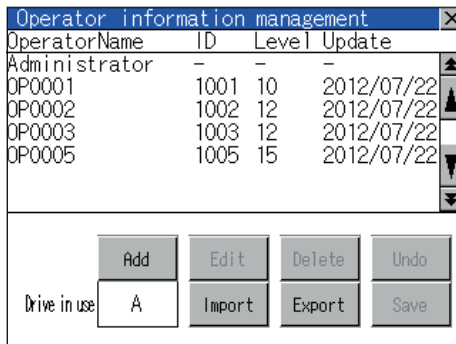 Operator information management
OperatorName ID Level Update
Administrator - - -
OP0001 1001 10 2012/07/22
OP0002 1002 12 2012/07/22
OP0003 1003 12 2012/07/22
OP0005 1005 15 2012/07/22
Add Edit Delete Undo
Drive in use A Import Export Save